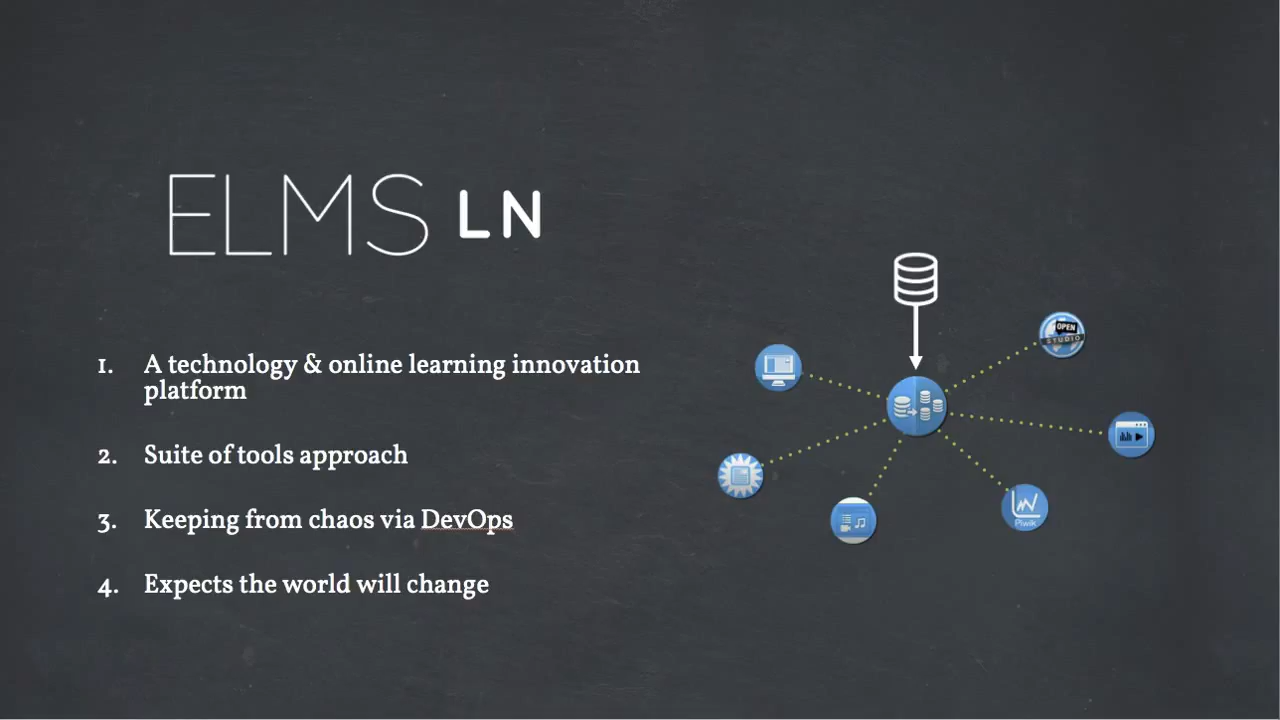 ELMS LN
1. A technology & online learning innovation
platform
2. Suite of tools approach
3. Keeping from chaos via DevOps
4. Expects the world will change
OPEN
STUDIO
Piwik